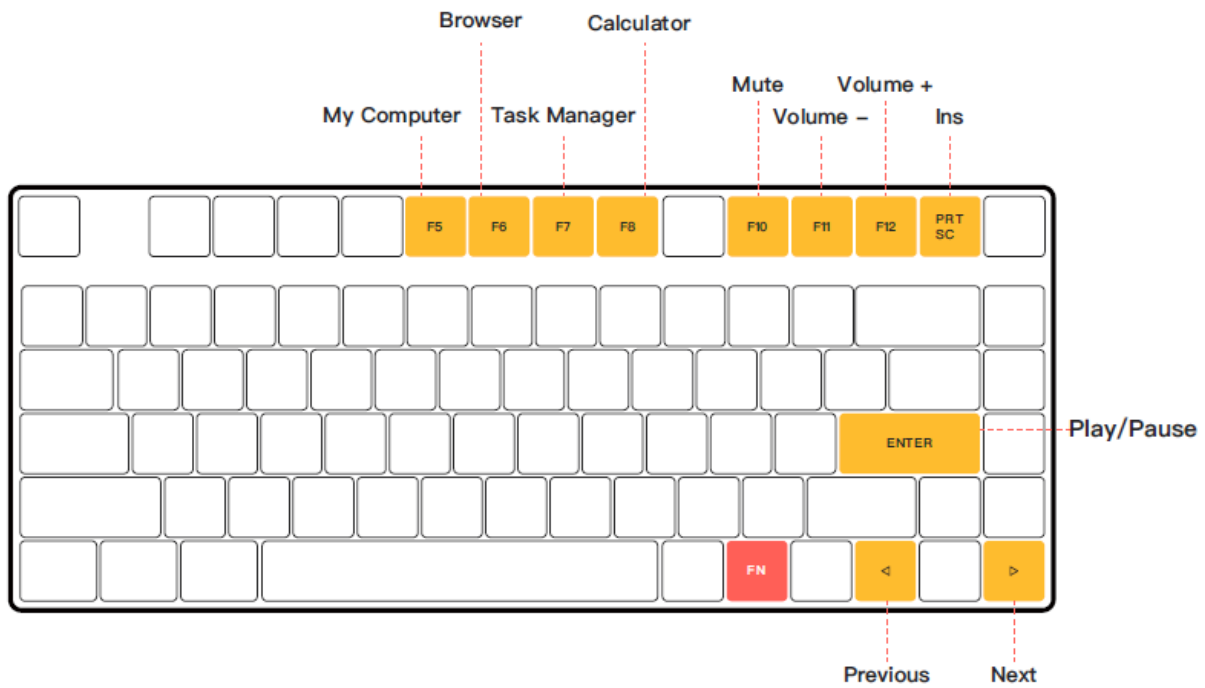 Browser
Calculator
Mute
Volume +
My Computer
Task Manager
Volume –
Ins
F5
F6
F7
F8
F10
F11
F12
PRT
SC
ENTER
Play/Pause
FN
◁
▷
Previous
Next